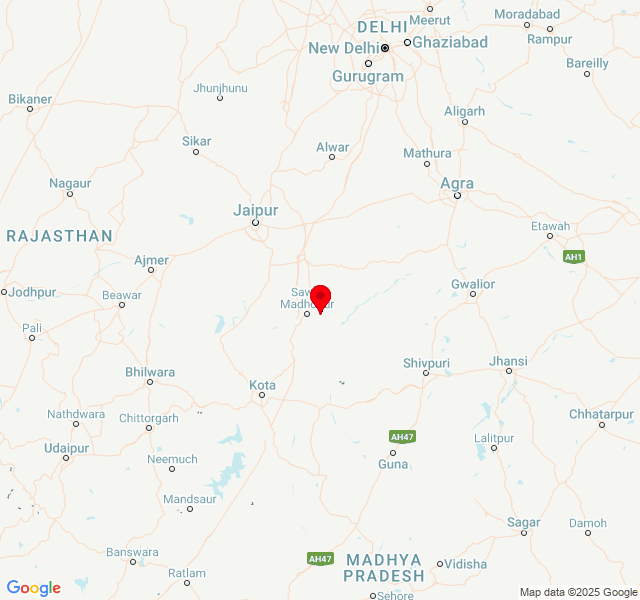 DELHI
Meerut
Moradabad
New Delhi
Ghaziabad
Rampur
Gurugram
Bareilly
Jhunjhunu
Bikaner
Aligarh
Sikar
Alwar
Mathura
Nagaur
Agra
Jaipur
Etawah
RAJASTHAN
AH1
Ajmer
Gwalior
Jodhpur
Beawar
Madhopur
Pali
Shivpuri
Jhansi
Bhilwara
Kota
Nathdwara
Chittorgarh
Chhatarpur
AH47
Lalitpur
Udaipur
Neemuch
Guna
Mandsaur
Sagar
Damoh
Banswara
AH47
MADHYA
PRADESH
Vidisha
Ratlam
Google
Sehore
Map data ©2025 Google